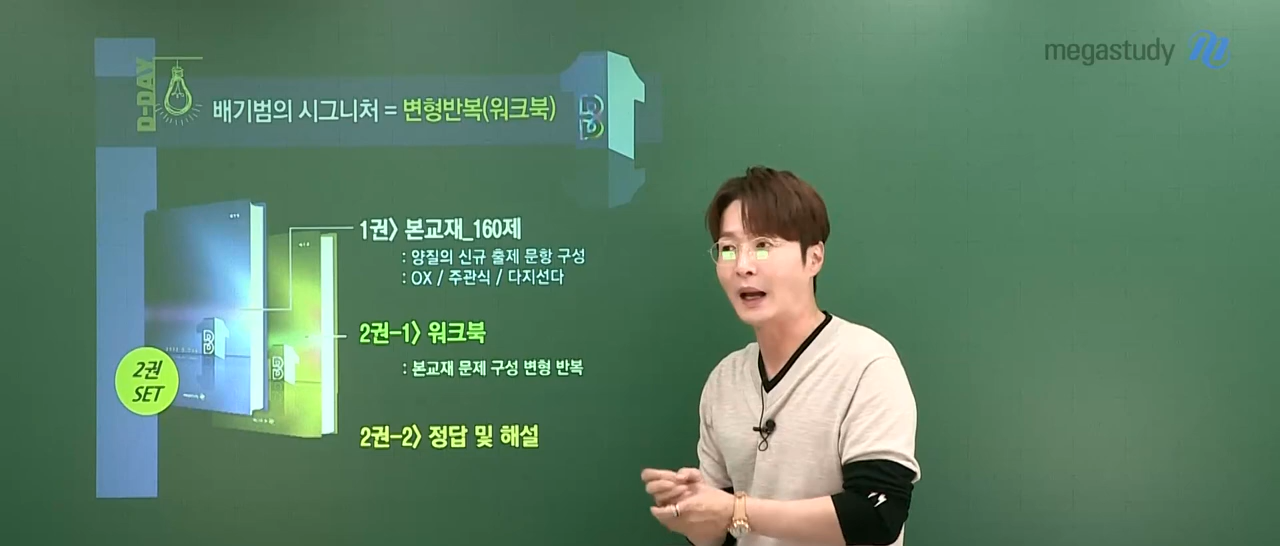 megastudy
D-DAY
배기범의 시그니처 = 변형반복(워크북)
1권> 본교재_160제
: 양질의 신규 출제 문항 구성
: OX / 주관식 / 다지선다
2권-1> 워크북
: 본교재 문제 구성 변형 반복
2권
SET
2권-2> 정답 및 해설
megastudy